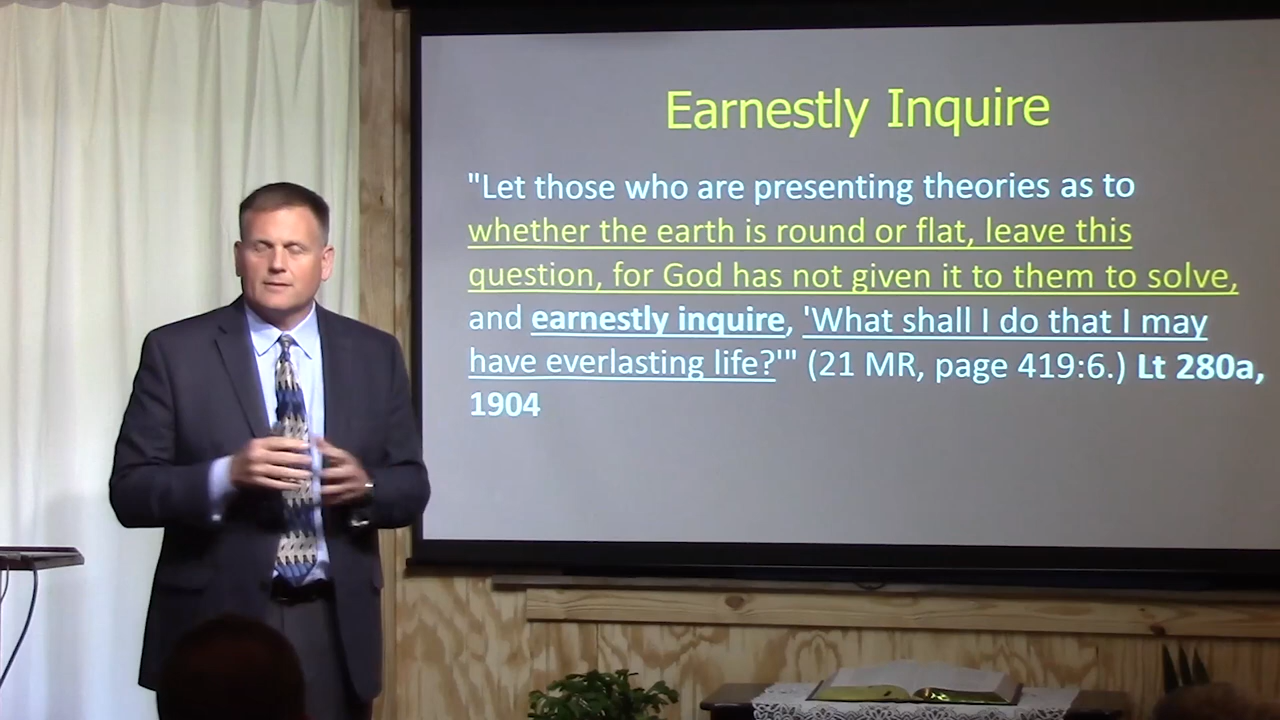 Earnestly Inquire
"Let those who are presenting theories as to
whether the earth is round or flat, leave this
question, for God has not given it to them to solve,
and earnestly inquire, 'What shall I do that I may
have everlasting life?'" (21 MR, page 419:6.) Lt 280a,
1904